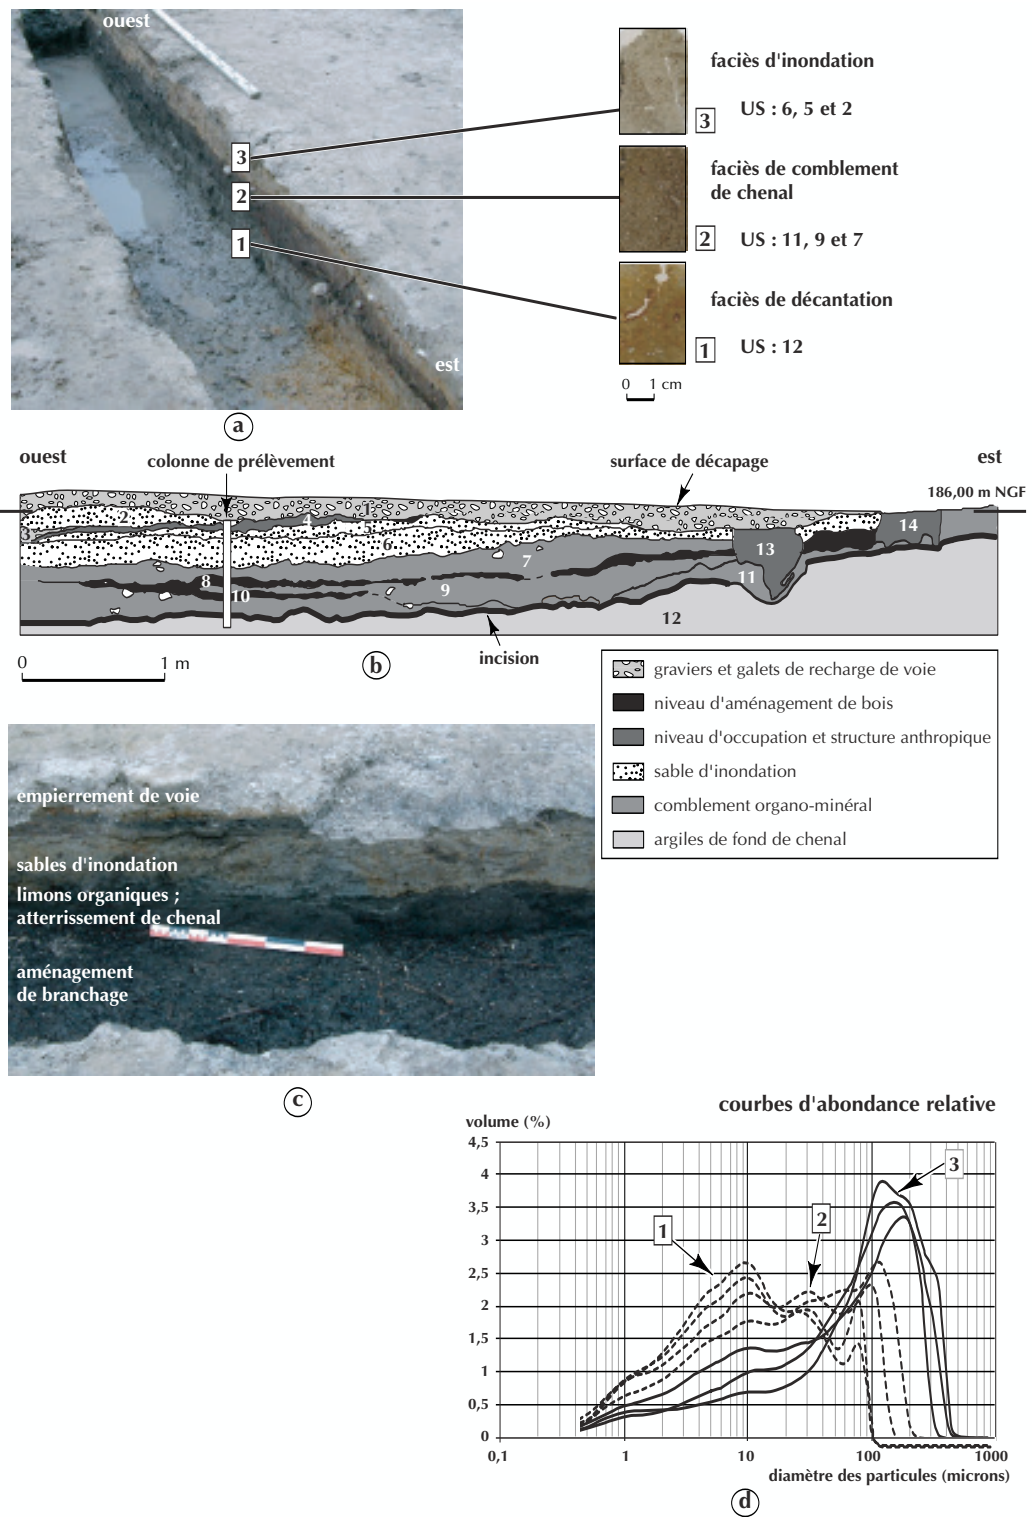 ouest
3
2
1
est
faciès d'inondation
3
US : 6, 5 et 2
faciès de comblement
de chenal
2
US : 11, 9 et 7
faciès de décantation
1
US : 12
0 1 cm
a
ouest
colonne de prélèvement
surface de décapage
est
186,00 m NGF
1
2
3
4
5
6
7
8
9
10
11
12
13
14
0 1 m
b
incision
graviers et galets de recharge de voie
niveau d'aménagement de bois
niveau d'occupation et structure anthropique
sable d'inondation
comblement organo-minéral
argiles de fond de chenal
empierrement de voie
sables d'inondation
limons organiques ;
atterrissement de chenal
aménagement
de branchage
c
courbes d'abondance relative
volume (%)
4,5
4
3,5
3
2,5
2
1,5
1
0,5
0
1
2
3
0,1 1 10 100 1000
diamètre des particules (microns)
d